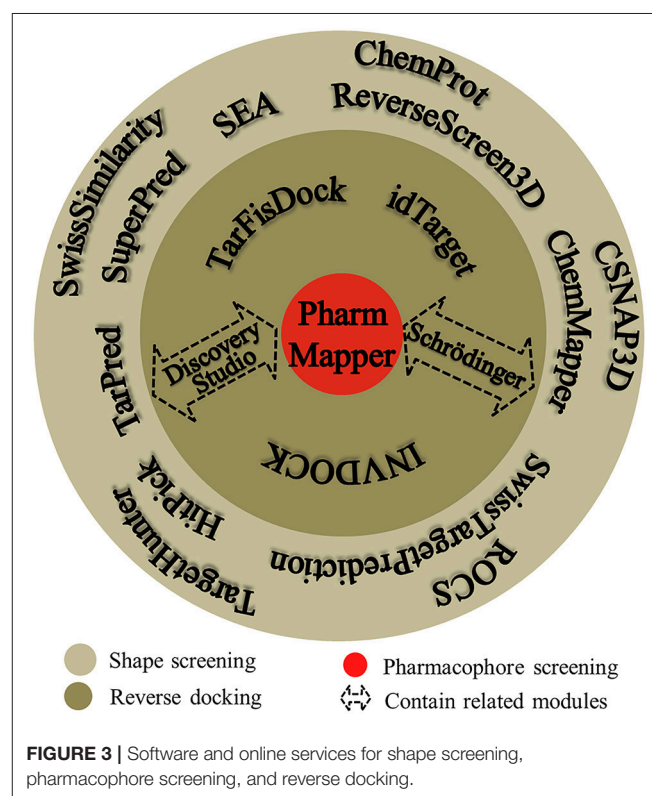 ChemProt
ReverseScreen3D
SEA
SwissSimilarity
SuperPred
TarFisDock
idTarget
CSNAP3D
ChemMapper
Pharm
Mapper
Discovery
Studio
Schrödinger
TarPred
INVDOCK
HitPick
TargetHunter
SwissTargetPrediction
ROCS
Shape screening
Pharmacophore screening
Reverse docking
Contain related modules
FIGURE 3 | Software and online services for shape screening,
pharmacophore screening, and reverse docking.